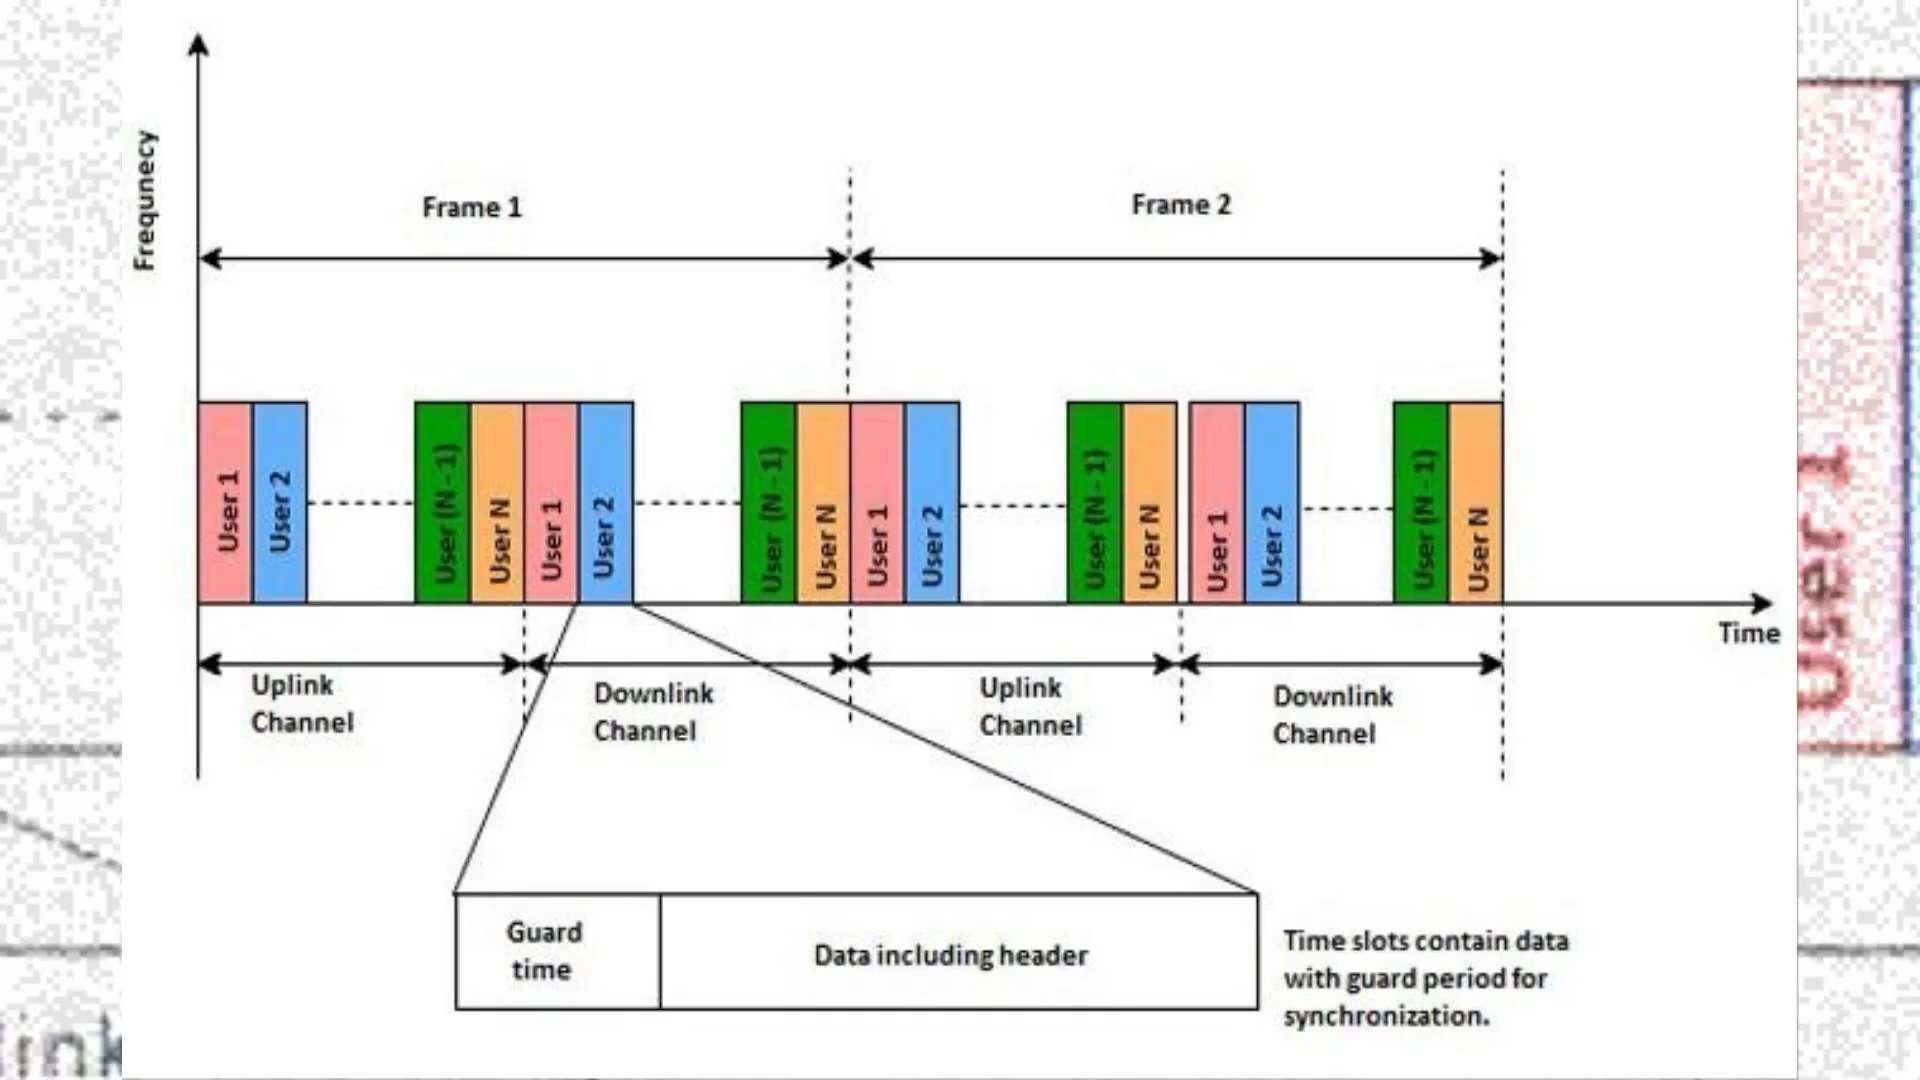 Frequnecy
Frame 1
Frame 2
User 1
User 2
User (N - 1)
User N
User 1
User 2
User (N - 1)
User N
User 1
User 2
User (N - 1)
User N
User 1
User 2
User (N - 1)
User N
Time
Uplink
Channel
Downlink
Channel
Uplink
Channel
Downlink
Channel
Guard
time
Data including header
Time slots contain data
with guard period for
synchronization.
User 1
link